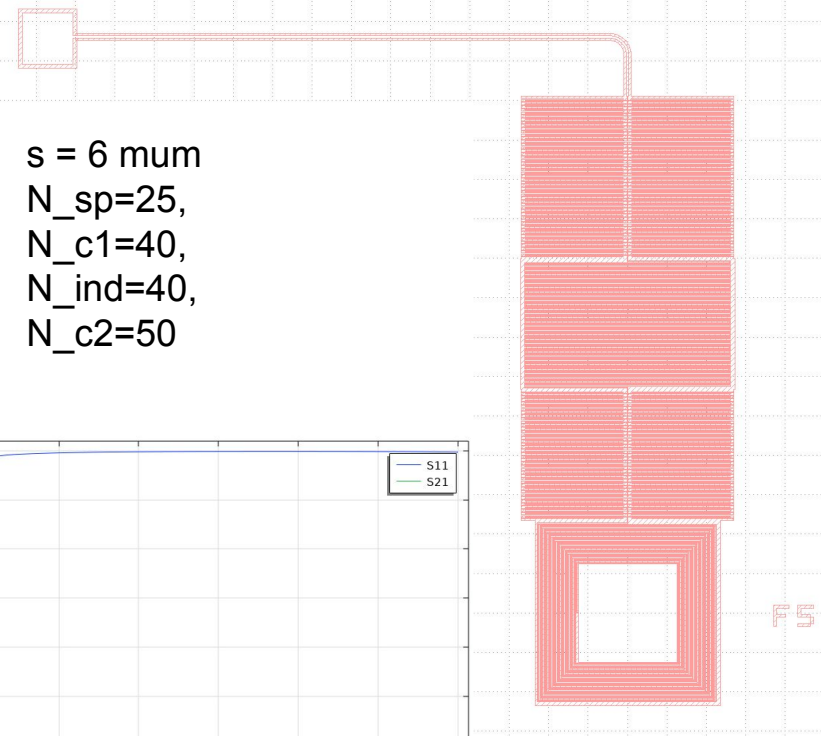 s = 6 mum
N_sp=25,
N_c1=40,
N_ind=40,
N_c2=50
S11
S21
F5